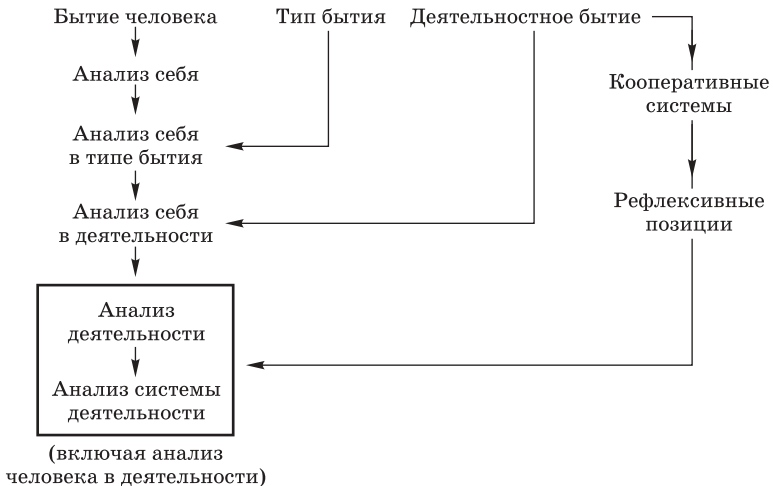 Бытие человека
Тип бытия
Деятельностное бытие
Анализ себя
Кооперативные
системы
Анализ себя
в типе бытия
Анализ себя
в деятельности
Рефлексивные
позиции
Анализ
деятельности
Анализ системы
деятельности
(включая анализ
человека в деятельности)